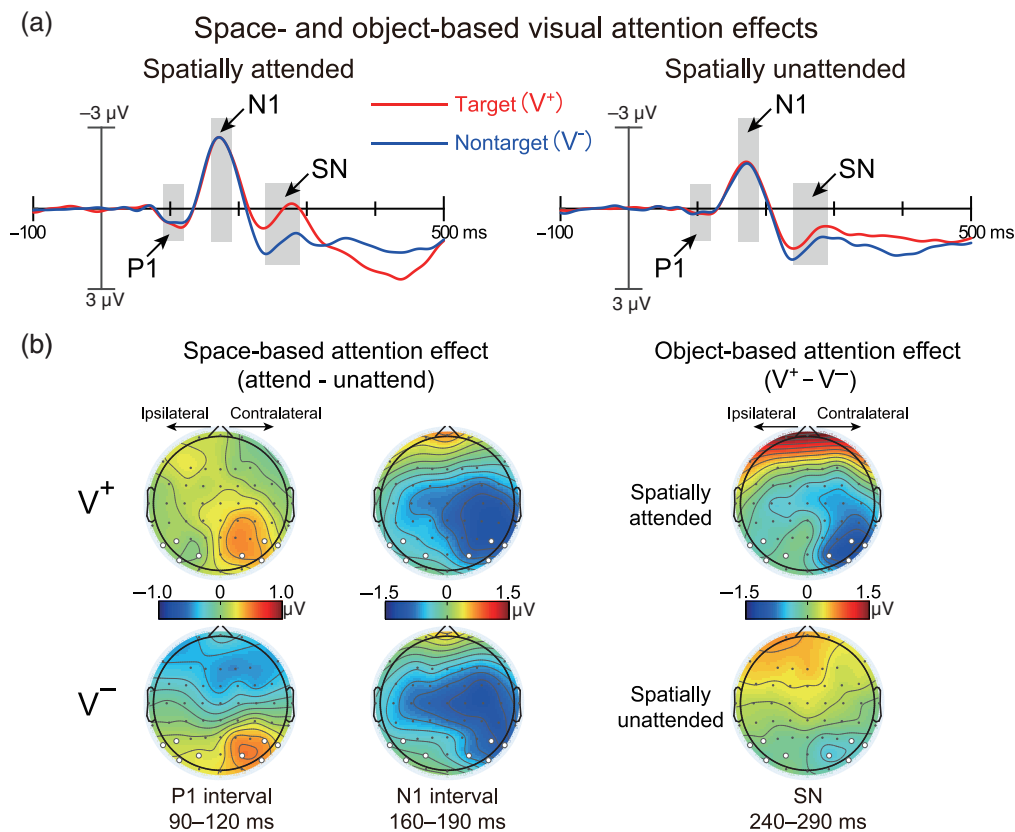 (a)
Space- and object-based visual attention effects
Spatially attended
Spatially unattended
−3 μV
N1
SN
P1
-100
500 ms
3 μV
Target (V+)
Nontarget (V−)
−3 μV
N1
SN
P1
-100
500 ms
3 μV
(b)
Space-based attention effect
(attend - unattend)
Object-based attention effect
(V+ − V−)
Ipsilateral
Contralateral
Ipsilateral
Contralateral
V+
Spatially
attended
−1.0 0 1.0
μV
−1.5 0 1.5
μV
−1.5 0 1.5
μV
V−
Spatially
unattended
P1 interval
90–120 ms
N1 interval
160–190 ms
SN
240–290 ms